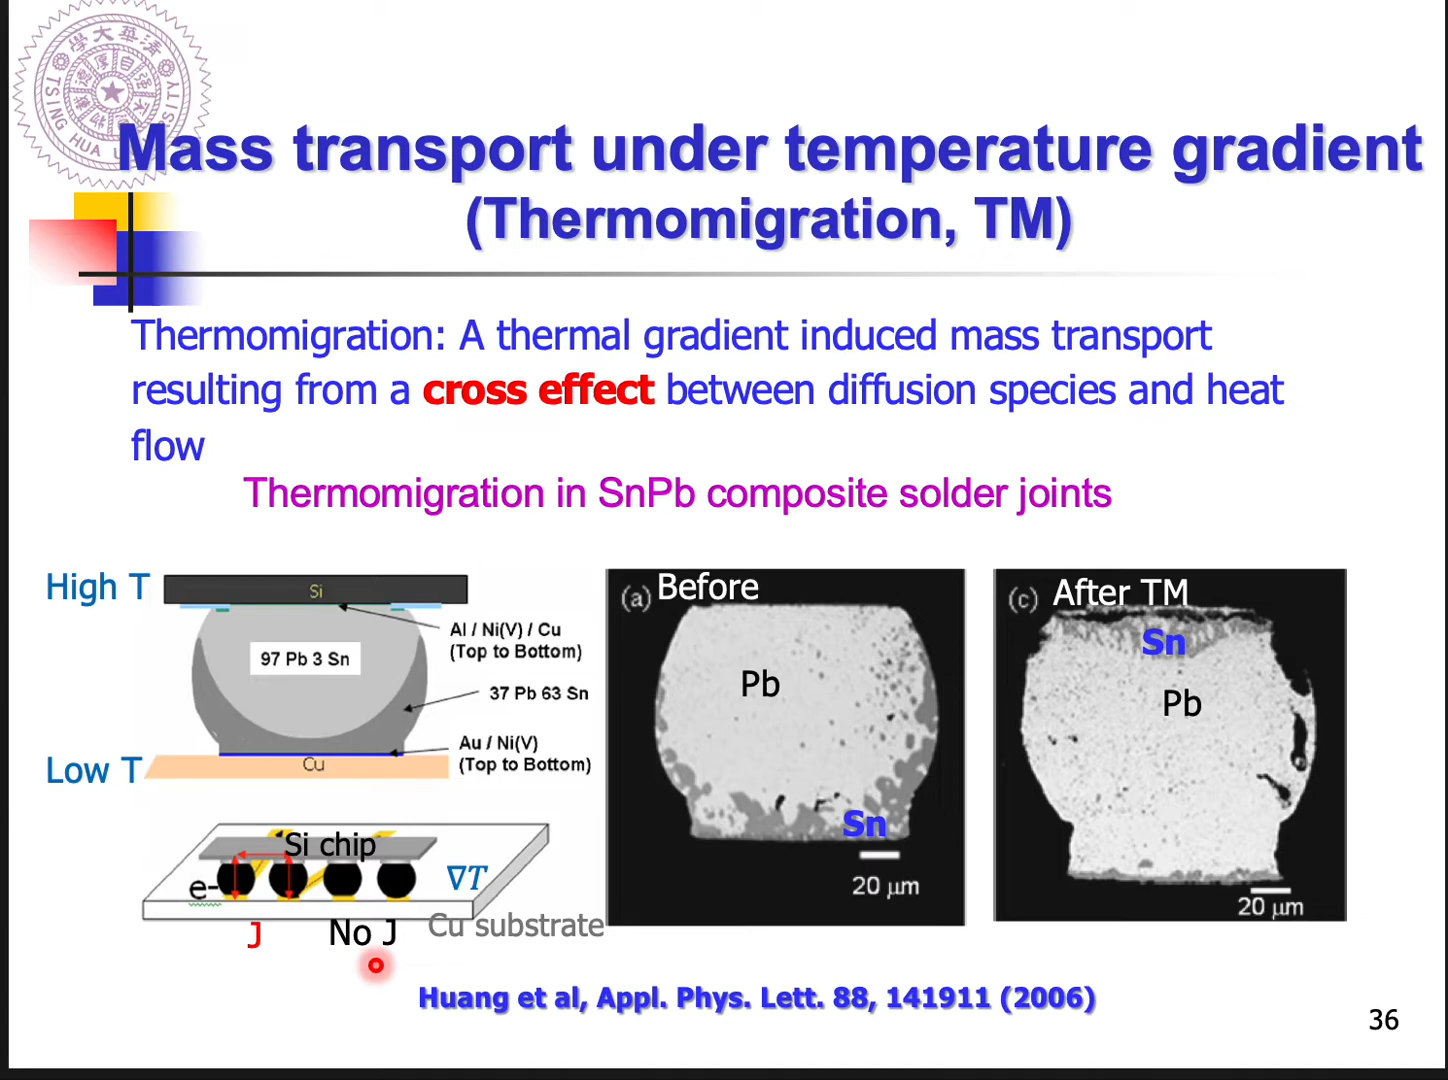 TSING HUA
Mass transport under temperature gradient
(Thermomigration, TM)
Thermomigration: A thermal gradient induced mass transport
resulting from a cross effect between diffusion species and heat
flow
Thermomigration in SnPb composite solder joints
High T
Si
Al / Ni(V) / Cu
(Top to Bottom)
97 Pb 3 Sn
37 Pb 63 Sn
Au / Ni(V)
(Top to Bottom)
Low T
Cu
(a) Before
Pb
Sn
20 μm
(c) After TM
Sn
Pb
20 μm
Si chip
∇T
e-
J
No J
Cu substrate
Huang et al, Appl. Phys. Lett. 88, 141911 (2006)
36